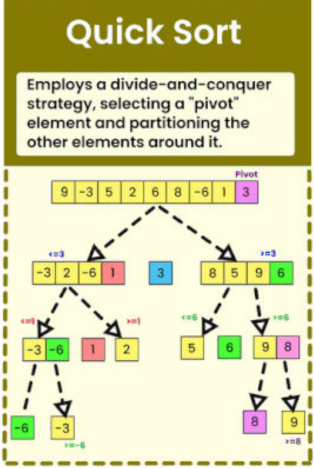 Quick Sort
Employs a divide-and-conquer
strategy, selecting a "pivot"
element and partitioning the
other elements around it.
Pivot
9 -3 5 2 6 8 -6 1 3
<=3 >=3
-3 2 -6 1 3 8 5 9 6
<=1 >=1 <=6 >=6
-3 -6 1 2 5 6 9 8
-6 -3 8 9
>=-6 >=8